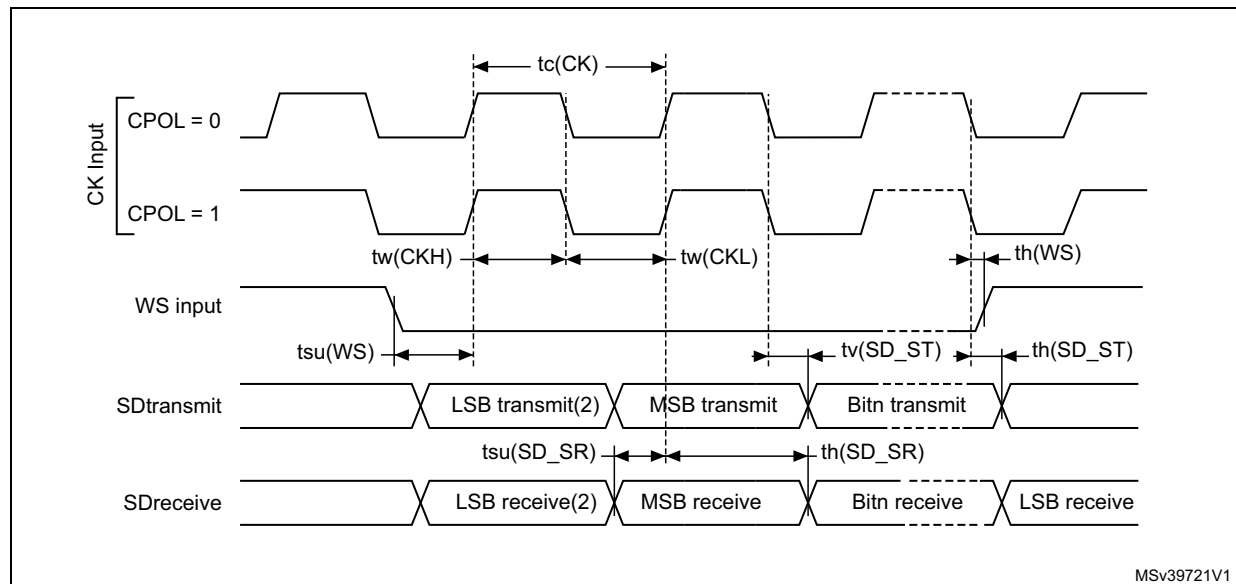 tc(CK)
CK Input
CPOL = 0
CPOL = 1
tw(CKH)
tw(CKL)
th(WS)
WS input
tsu(WS)
tv(SD_ST)
th(SD_ST)
SDtransmit
LSB transmit(2)
MSB transmit
Bitn transmit
tsu(SD_SR)
th(SD_SR)
SDreceive
LSB receive(2)
MSB receive
Bitn receive
LSB receive
MSv39721V1